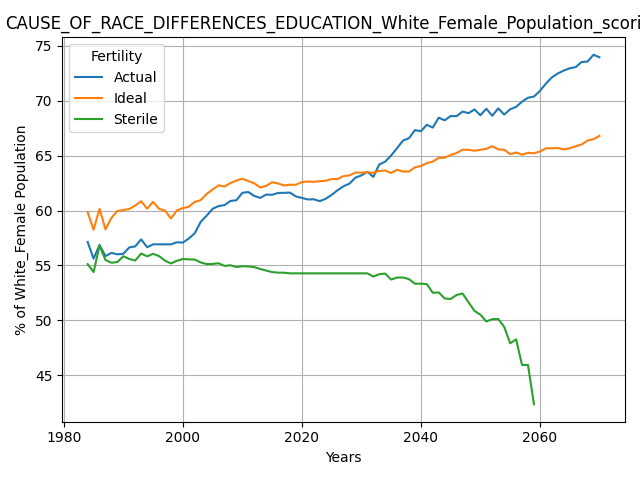 CAUSE_OF_RACE_DIFFERENCES_EDUCATION_White_Female_Population_scori
Fertility
Actual
Ideal
Sterile
% of White_Female Population
75
70
65
60
55
50
45
1980
2000
2020
2040
2060
Years